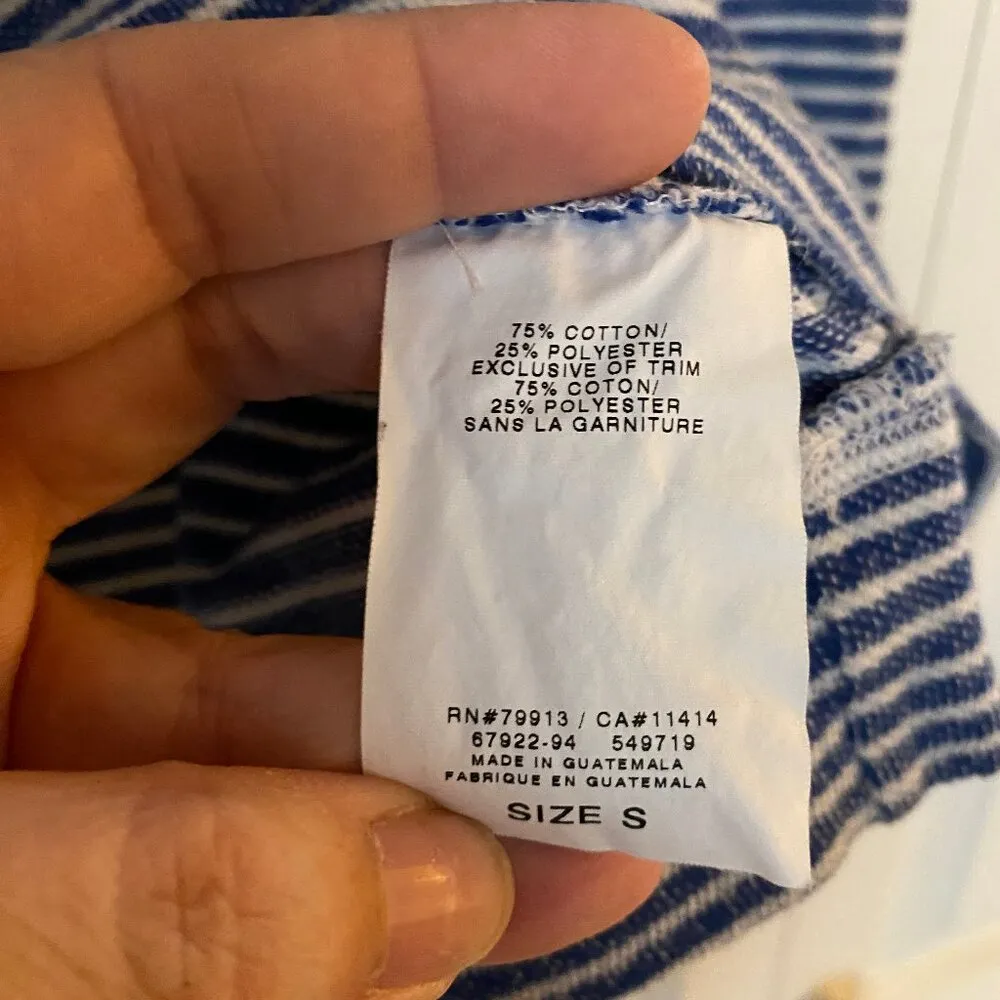 75% COTTON/
25% POLYESTER
EXCLUSIVE OF TRIM
75% COTON/
25% POLYESTER
SANS LA GARNITURE
RN#79913 / CA#11414
67922-94 549719
MADE IN GUATEMALA
FABRIQUE EN GUATEMALA
SIZE S